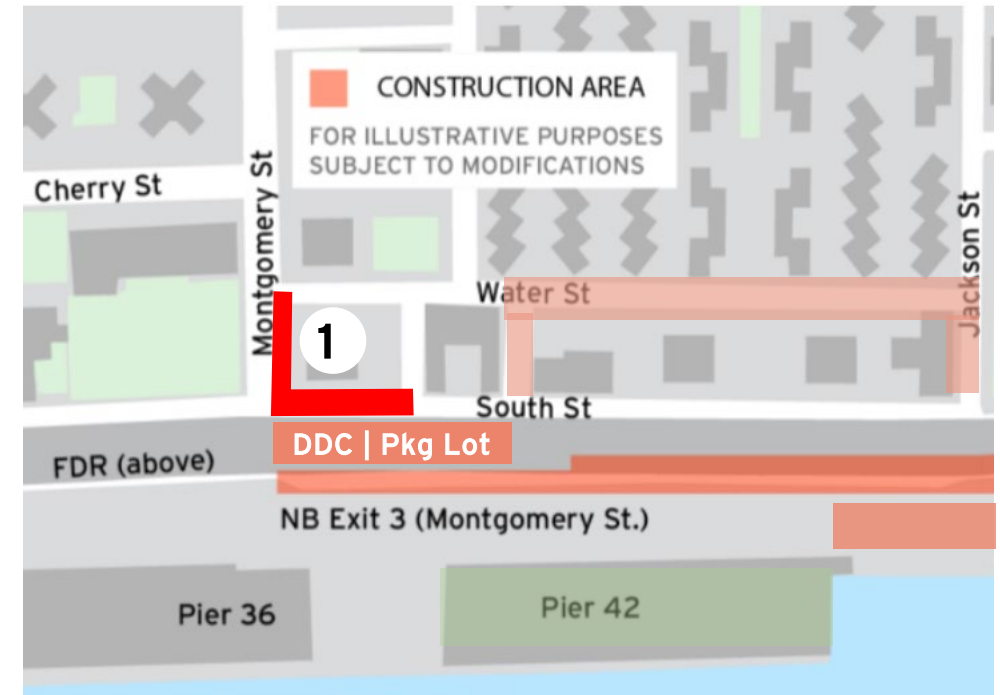 CONSTRUCTION AREA
FOR ILLUSTRATIVE PURPOSES
SUBJECT TO MODIFICATIONS
Cherry St
Montgomery St
Jackson St
Water St
1
South St
DDC | Pkg Lot
FDR (above)
NB Exit 3 (Montgomery St.)
Pier 36
Pier 42